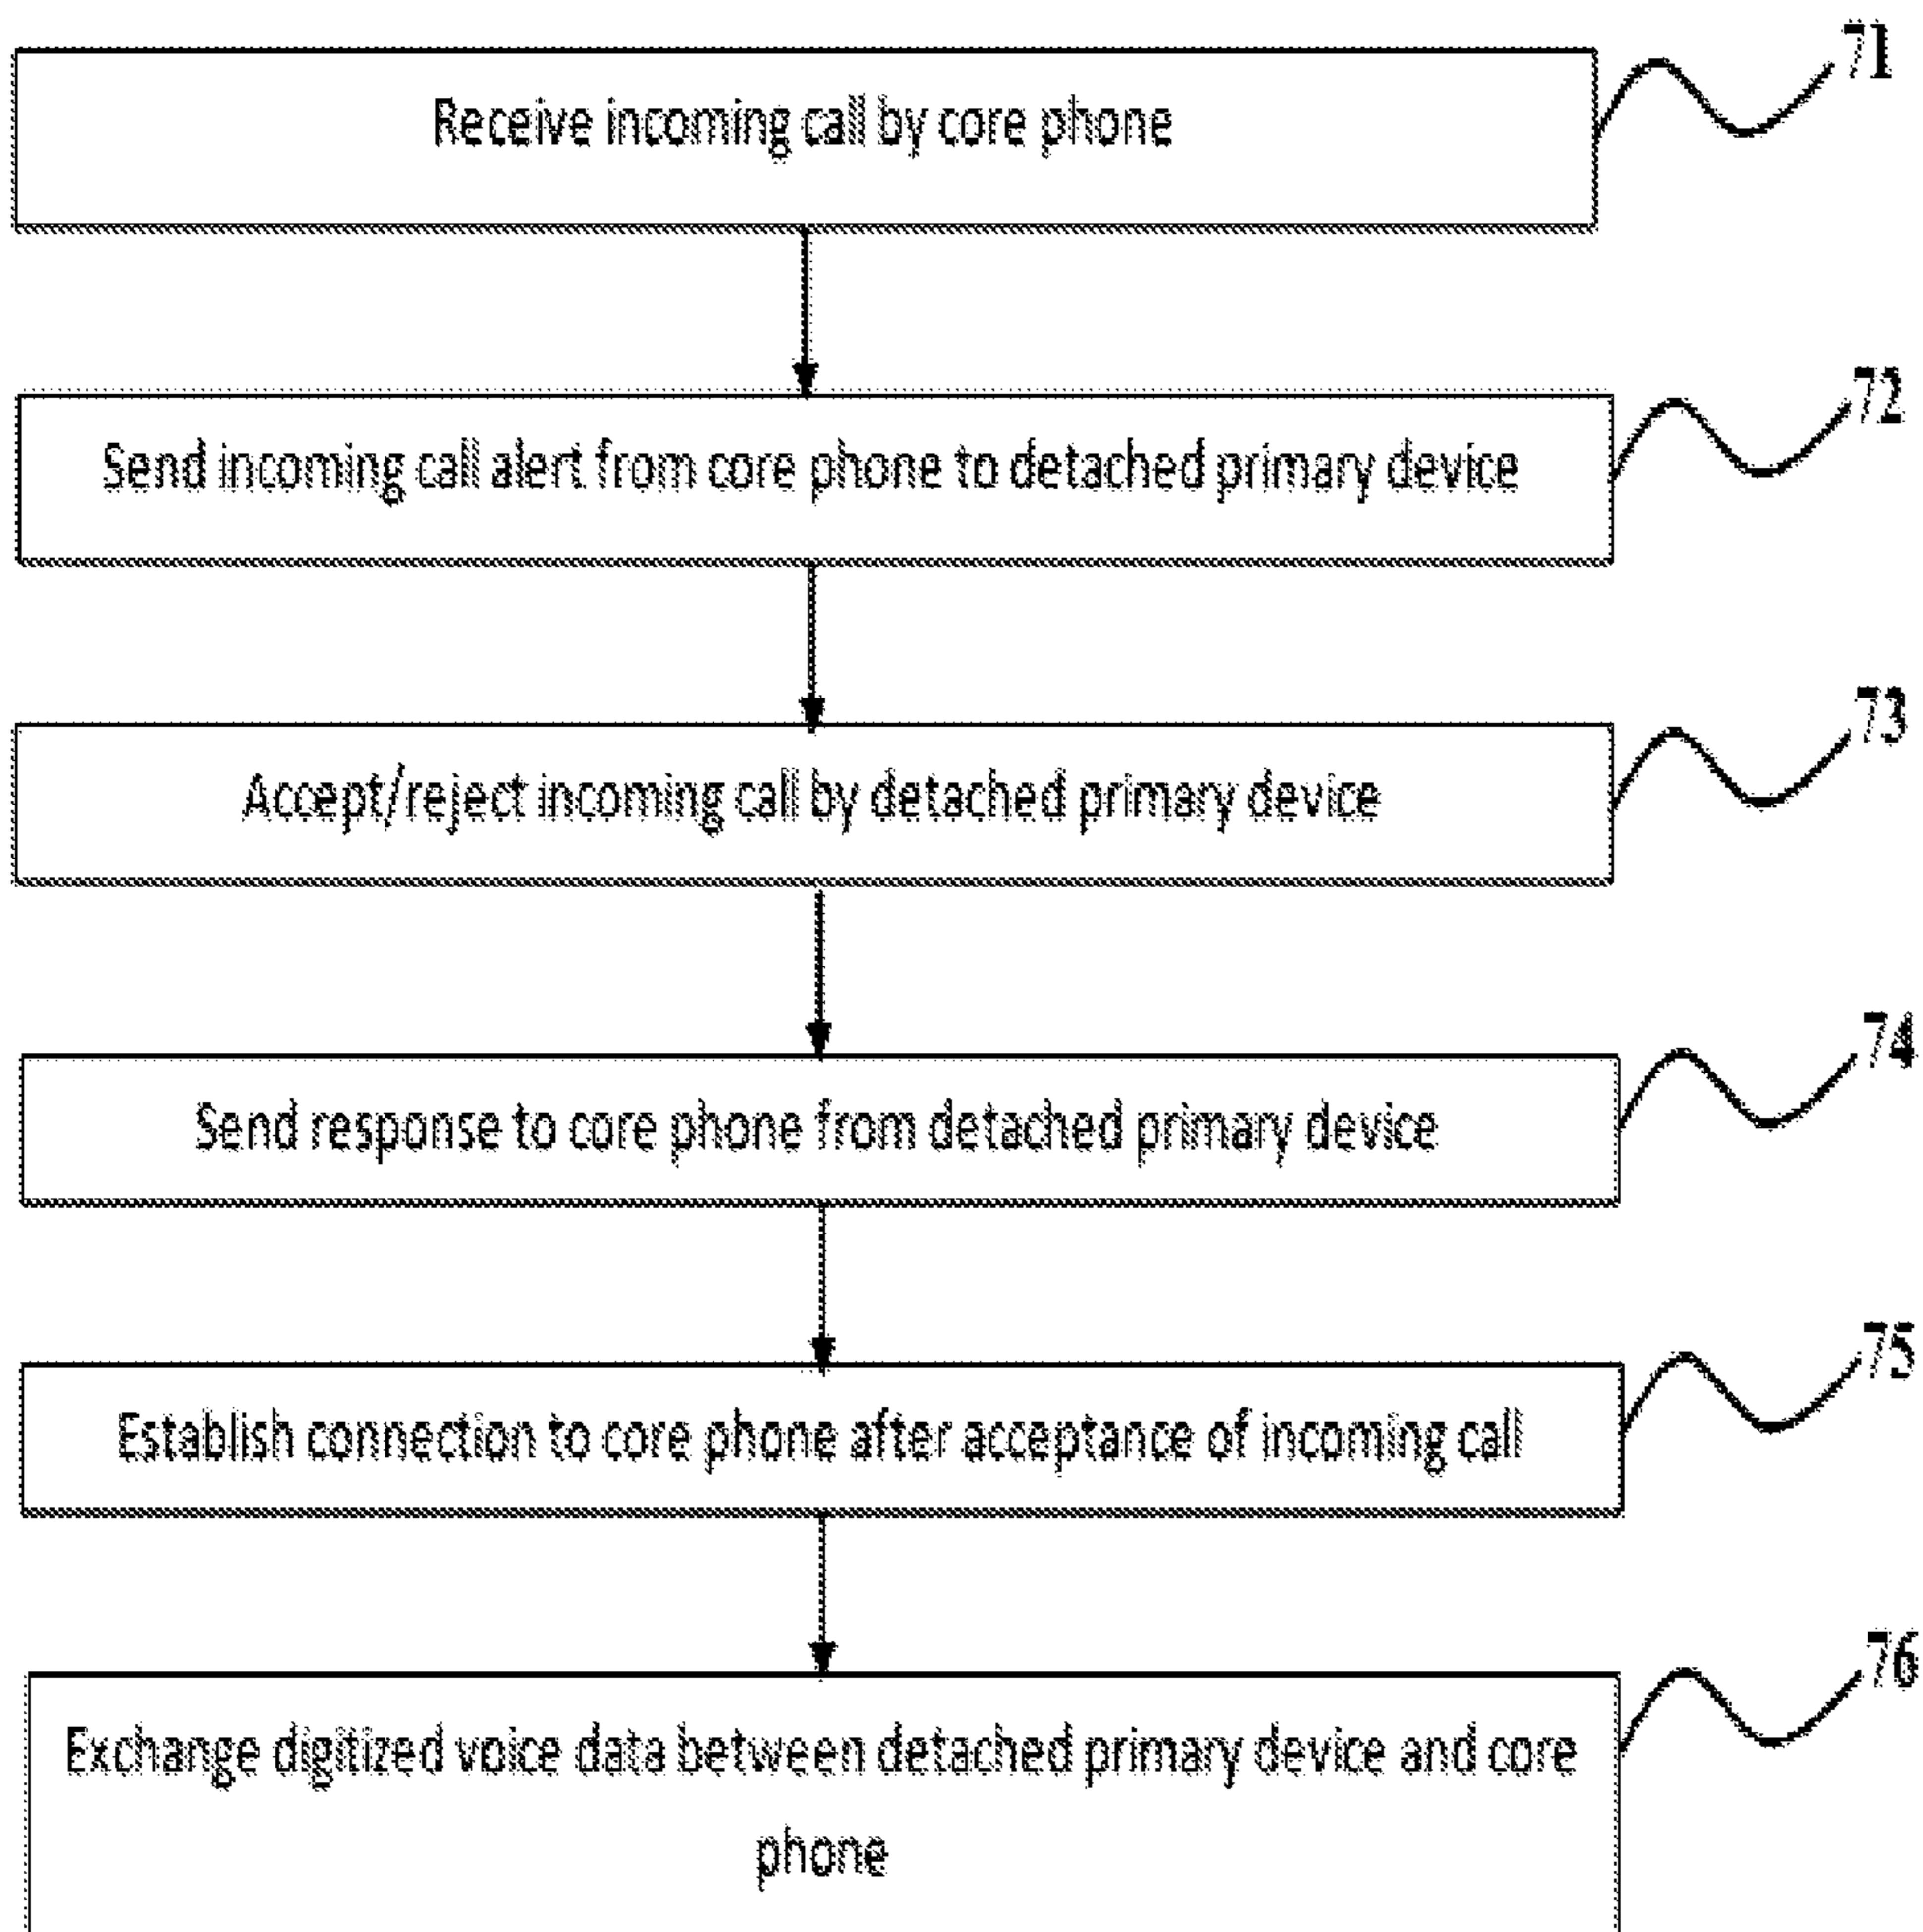 71
Receive incoming call by core phone
72
Send incoming call alert from core phone to detached primary device
73
Accept/reject incoming call by detached primary device
74
Send response to core phone from detached primary device
75
Establish connection to core phone after acceptance of incoming call
76
Exchange digitized voice data between detached primary device and core
phone